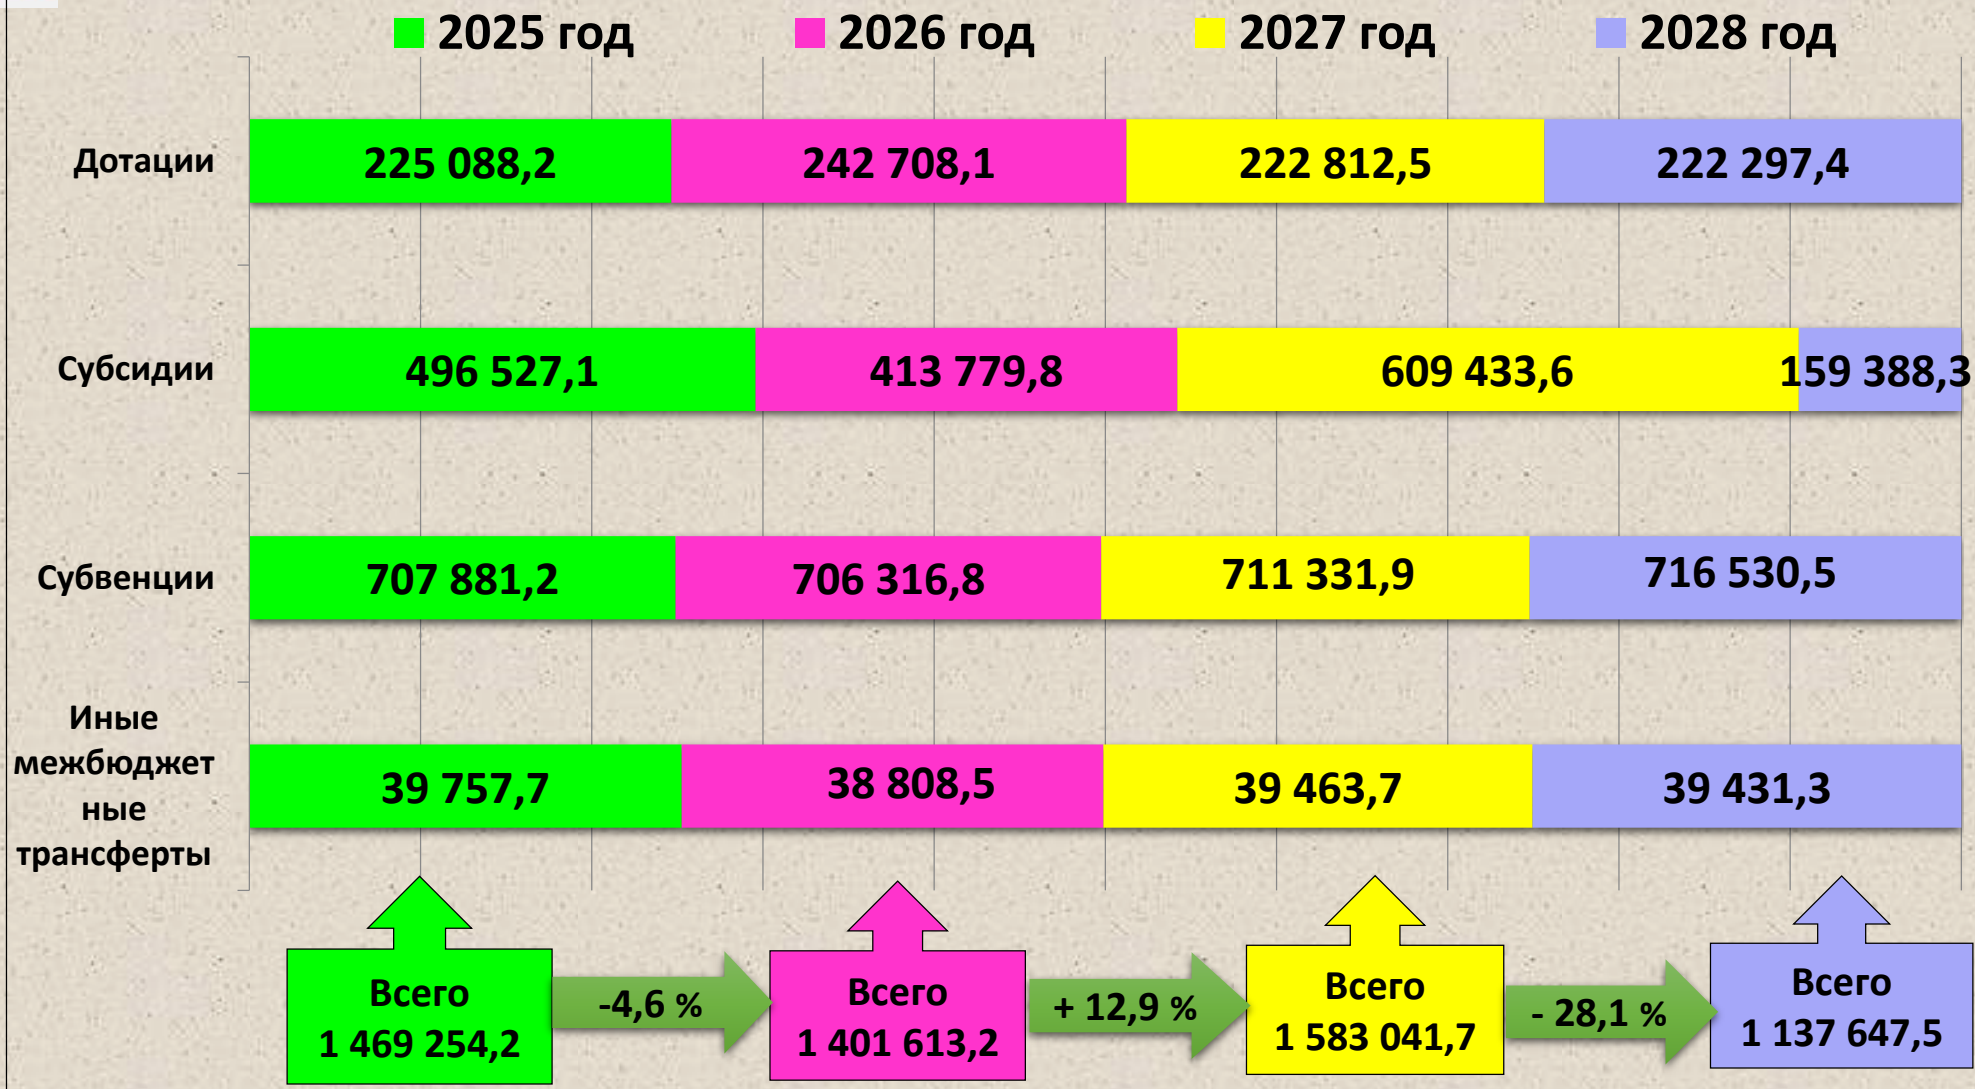 2025 год 2026 год 2027 год 2028 год
Дотации 225 088,2 242 708,1 222 812,5 222 297,4
Субсидии 496 527,1 413 779,8 609 433,6 159 388,3
Субвенции 707 881,2 706 316,8 711 331,9 716 530,5
Иные
межбюджет
ные
трансферты
39 757,7 38 808,5 39 463,7 39 431,3
Всего
1 469 254,2
-4,6 %
Всего
1 401 613,2
+ 12,9 %
Всего
1 583 041,7
- 28,1 %
Всего
1 137 647,5